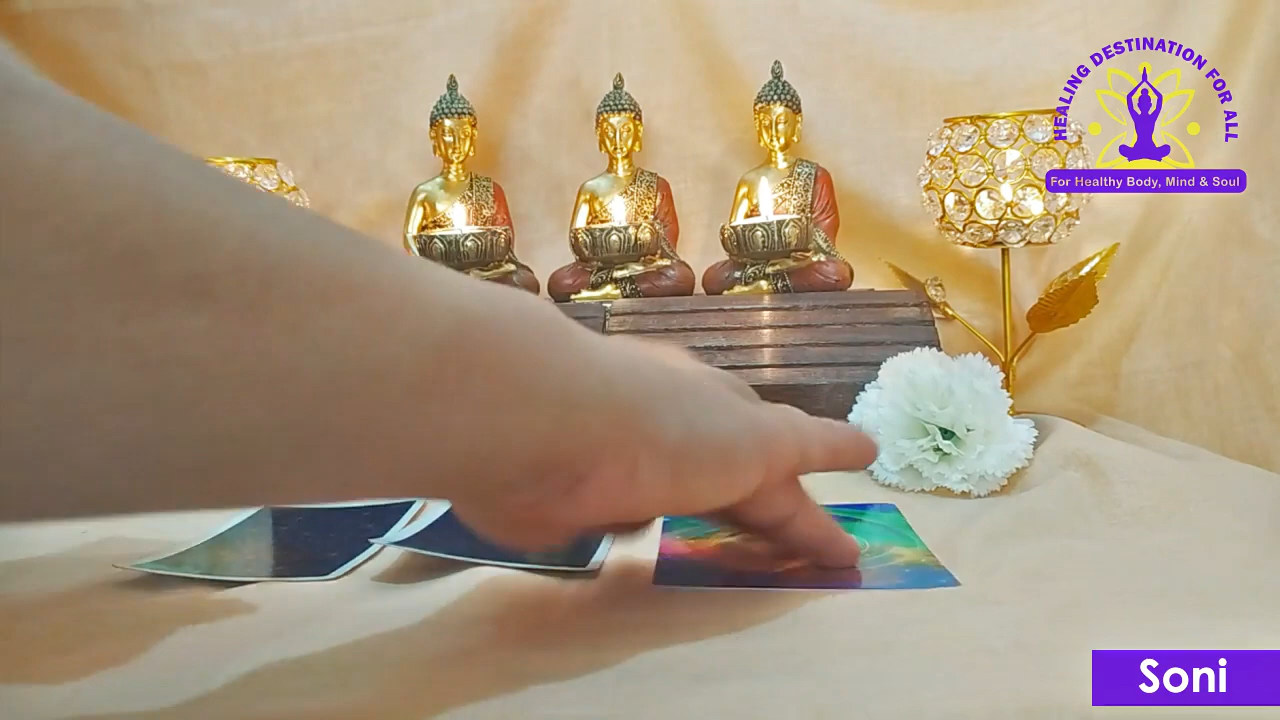 HEALING DESTINATION FOR ALL
For Healthy Body, Mind & Soul
Soni